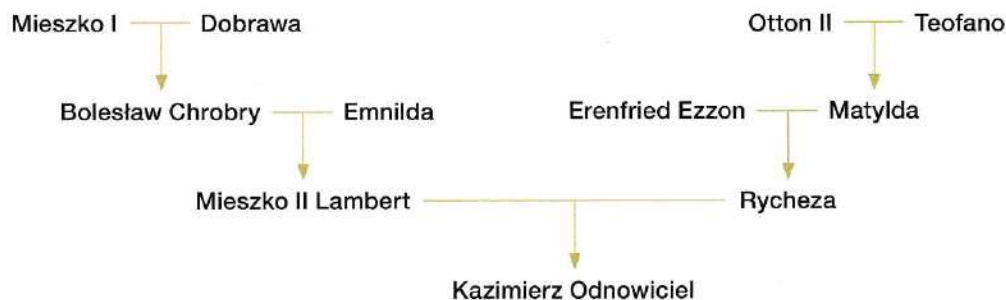 Mieszko I Dobrawa Otton II Teofano
Bolesław Chrobry Emnilda Erenfried Ezzon Matylda
Mieszko II Lambert Rycheza
Kazimierz Odnowiciel